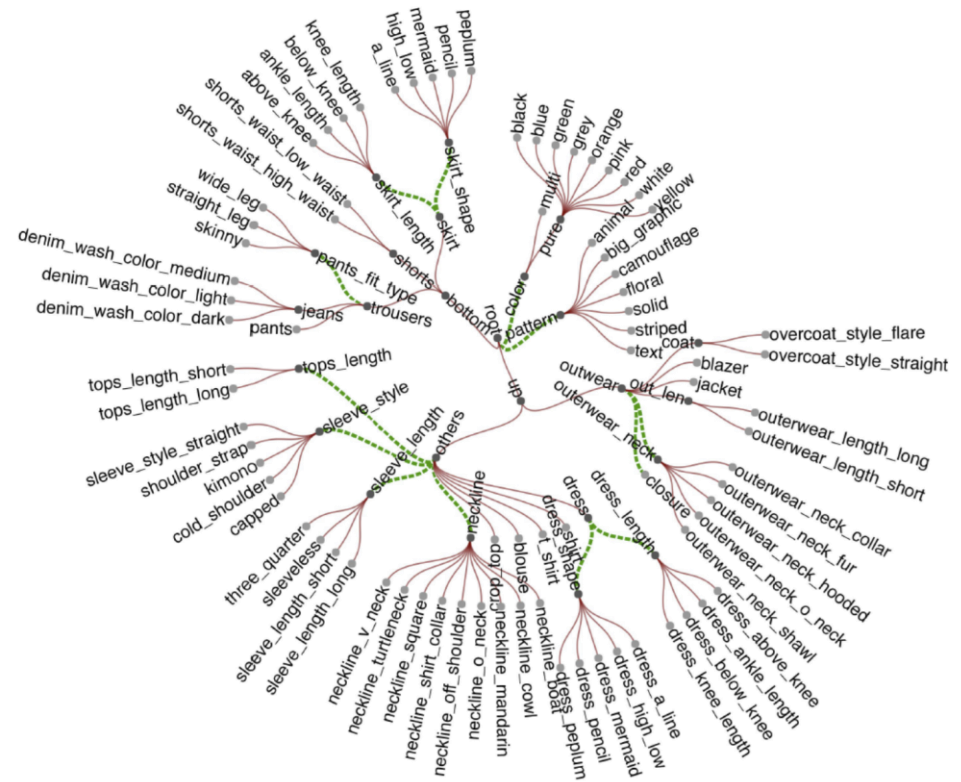 peplum
pencil
mermaid
high_low
a_line
skirt_shape
knee_length
below_knee
ankle_length
above_knee
skirt_length
skirt
shorts_waist_low_waist
shorts_waist_high_waist
shorts
wide_leg
straight_leg
skinny
pants_fit_type
denim_wash_color_medium
denim_wash_color_light
denim_wash_color_dark
jeans
pants
trousers
bottom
root
black
blue
green
grey
orange
pink
red
white
yellow
multi
pure
color
animal
big_graphic
camouflage
floral
solid
striped
text
pattern
up
coat
overcoat_style_flare
overcoat_style_straight
blazer
jacket
outwear
out_len
outerwear_length_long
outerwear_length_short
outerwear_neck
closure
outerwear_neck_collar
outerwear_neck_fur
outerwear_neck_hooded
outerwear_neck_o_neck
outerwear_neck_shawl
tops_length_short
tops_length_long
tops_length
sleeve_style
sleeve_style_straight
shoulder_strap
kimono
cold_shoulder
capped
sleeve_length
three_quarter
sleeveless
sleeve_length_short
sleeve_length_long
others
neckline
neckline_v_neck
neckline_turtleneck
neckline_square
neckline_shirt_collar
neckline_off_shoulder
neckline_o_neck
neckline_mandarin
neckline_cowl
neckline_boat
blouse
t_shirt
shirt
dress
dress_shape
dress_length
dress_peplum
dress_pencil
dress_mermaid
dress_high_low
dress_a_line
dress_above_knee
dress_ankle_length
dress_below_knee
dress_knee_length